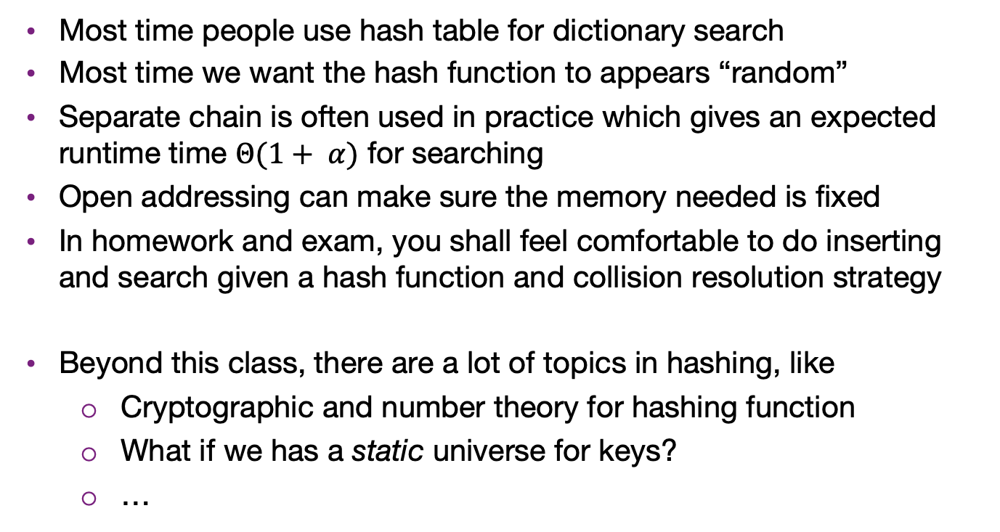 • Most time people use hash table for dictionary search
• Most time we want the hash function to appears “random”
• Separate chain is often used in practice which gives an expected
runtime time Θ(1 + α) for searching
• Open addressing can make sure the memory needed is fixed
• In homework and exam, you shall feel comfortable to do inserting
and search given a hash function and collision resolution strategy
• Beyond this class, there are a lot of topics in hashing, like
○ Cryptographic and number theory for hashing function
○ What if we has a static universe for keys?
○ …